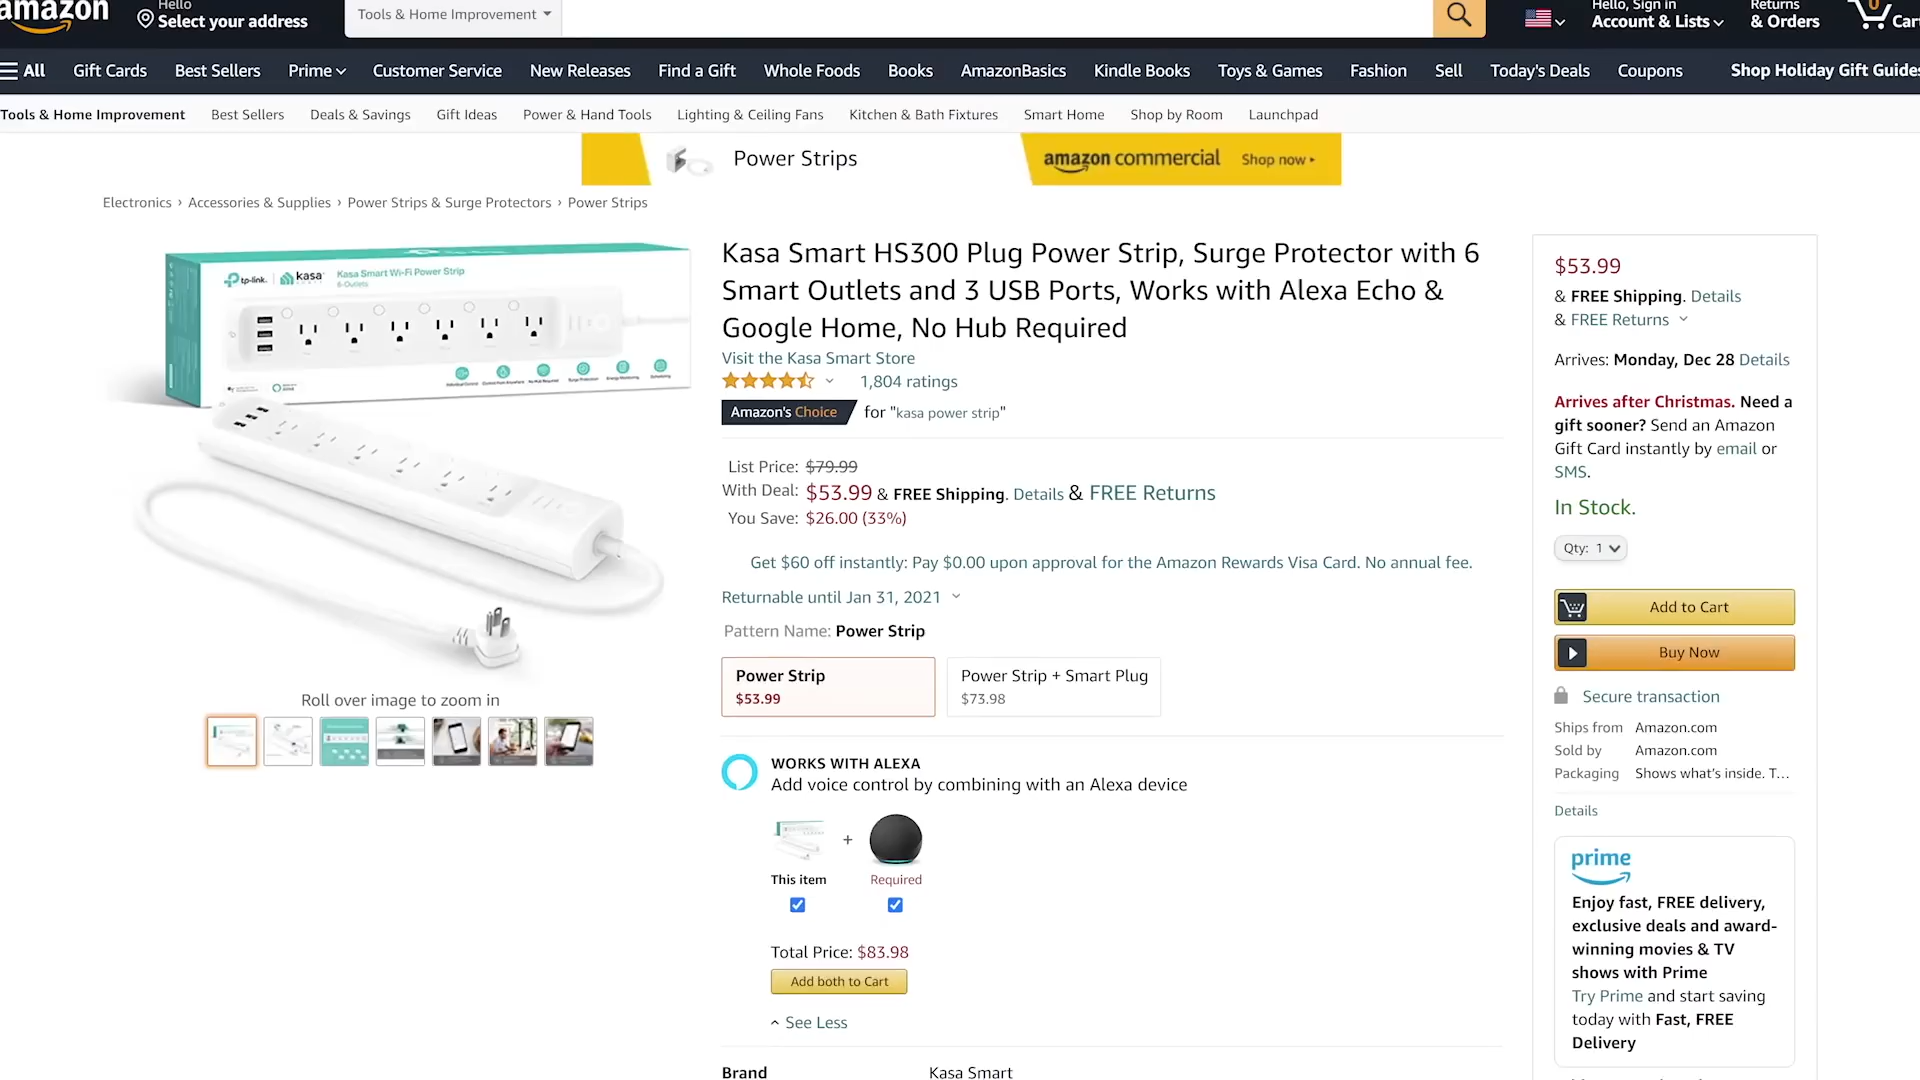 amazon
Hello
Select your address
Tools & Home Improvement
Hello, Sign in
Account & Lists
Returns
& Orders
0
Cart
All Gift Cards Best Sellers Prime Customer Service New Releases Find a Gift Whole Foods Books AmazonBasics Kindle Books Toys & Games Fashion Sell Today's Deals Coupons Shop Holiday Gift Guides
Tools & Home Improvement Best Sellers Deals & Savings Gift Ideas Power & Hand Tools Lighting & Ceiling Fans Kitchen & Bath Fixtures Smart Home Shop by Room Launchpad
Power Strips
amazon commercial Shop now
Electronics › Accessories & Supplies › Power Strips & Surge Protectors › Power Strips
tp-link kasa Kasa Smart Wi-Fi Power Strip
6-Outlets
Roll over image to zoom in
Kasa Smart HS300 Plug Power Strip, Surge Protector with 6
Smart Outlets and 3 USB Ports, Works with Alexa Echo &
Google Home, No Hub Required
Visit the Kasa Smart Store
1,804 ratings
Amazon's Choice for "kasa power strip"
List Price: $79.99
With Deal: $53.99 & FREE Shipping. Details & FREE Returns
You Save: $26.00 (33%)
Get $60 off instantly: Pay $0.00 upon approval for the Amazon Rewards Visa Card. No annual fee.
Returnable until Jan 31, 2021
Pattern Name: Power Strip
Power Strip
$53.99
Power Strip + Smart Plug
$73.98
WORKS WITH ALEXA
Add voice control by combining with an Alexa device
+
This item
Required
Total Price: $83.98
Add both to Cart
See Less
Brand Kasa Smart
$53.99
& FREE Shipping. Details
& FREE Returns
Arrives: Monday, Dec 28 Details
Arrives after Christmas. Need a
gift sooner? Send an Amazon
Gift Card instantly by email or
SMS.
In Stock.
Qty: 1
Add to Cart
Buy Now
Secure transaction
Ships from Amazon.com
Sold by Amazon.com
Packaging Shows what's inside. T...
Details
prime
Enjoy fast, FREE delivery,
exclusive deals and award-
winning movies & TV
shows with Prime
Try Prime and start saving
today with Fast, FREE
Delivery